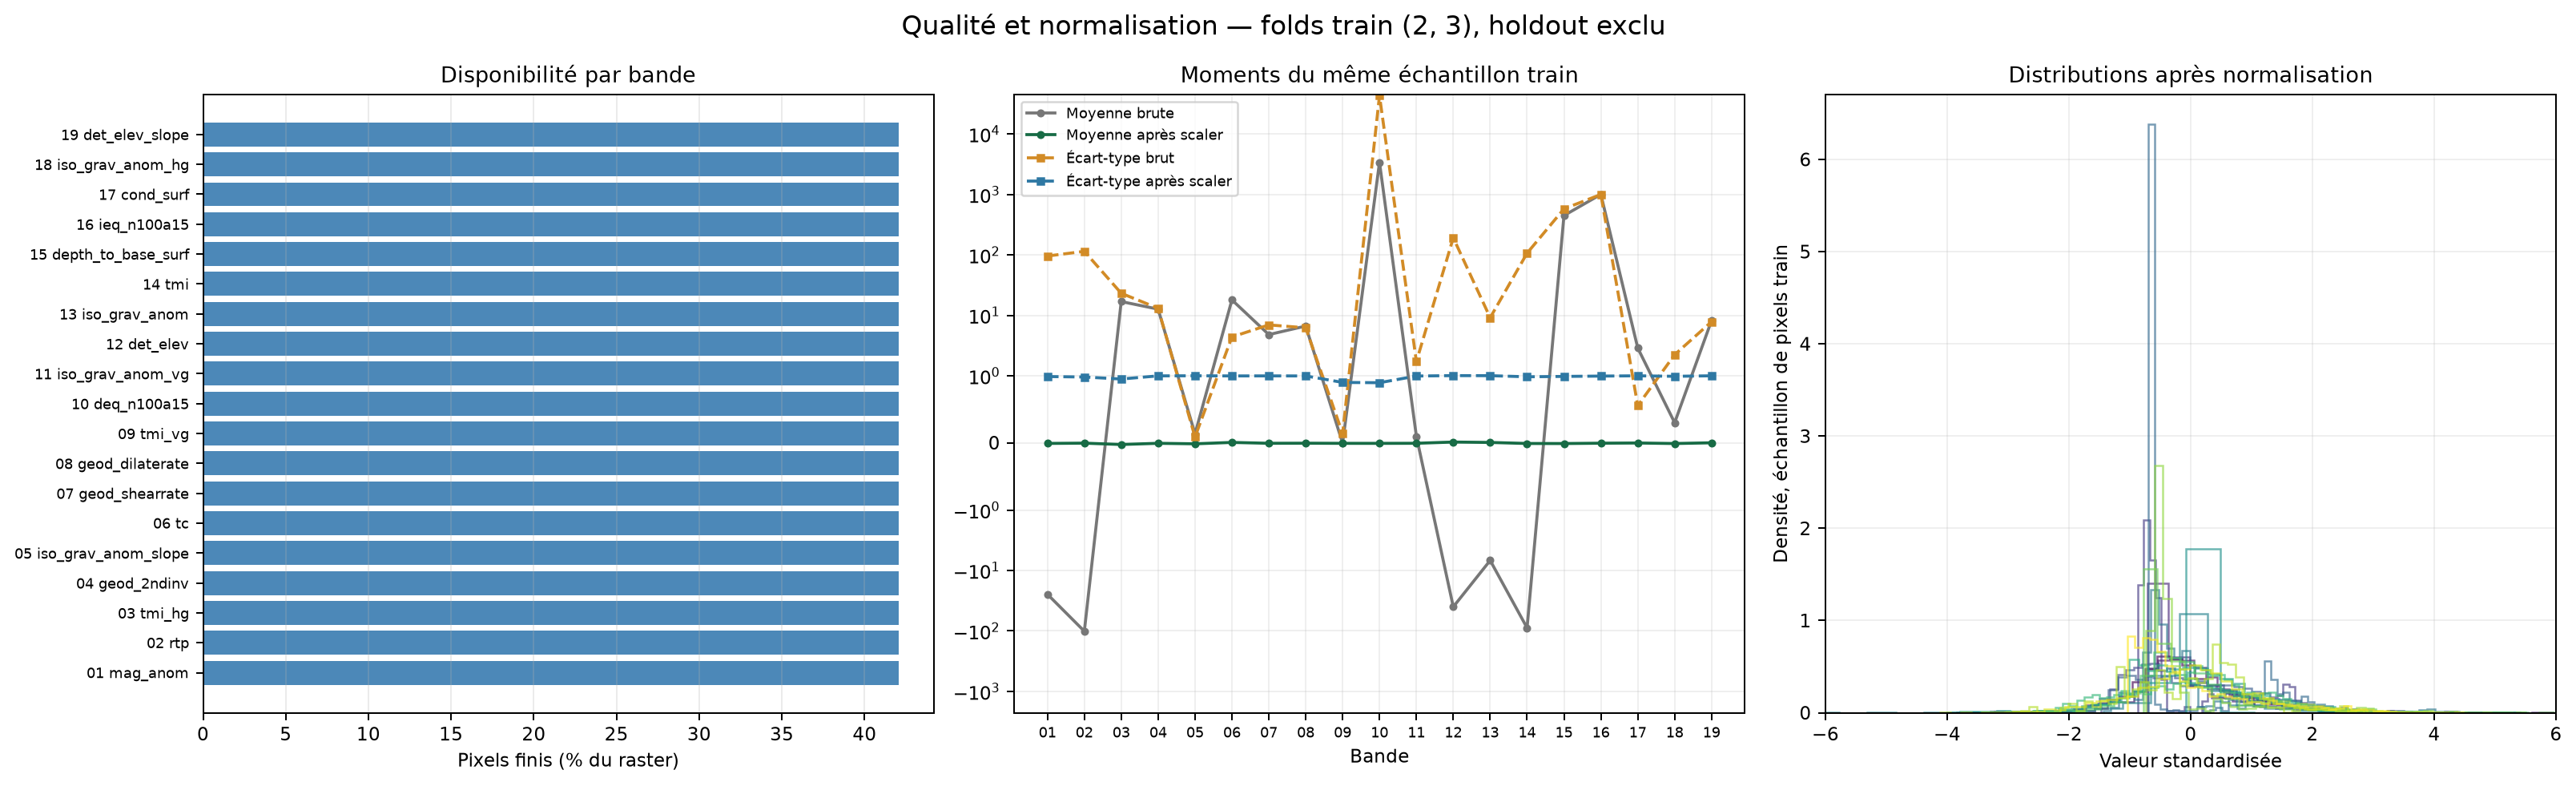 Qualité et normalisation — folds train (2, 3), holdout exclu
Disponibilité par bande
19 det_elev_slope
18 iso_grav_anom_hg
17 cond_surf
16 ieq_n100a15
15 depth_to_base_surf
14 tmi
13 iso_grav_anom
12 det_elev
11 iso_grav_anom_vg
10 deq_n100a15
09 tmi_vg
08 geod_dilaterate
07 geod_shearrate
06 tc
05 iso_grav_anom_slope
04 geod_2ndinv
03 tmi_hg
02 rtp
01 mag_anom
0 5 10 15 20 25 30 35 40
Pixels finis (% du raster)
Moments du même échantillon train
Moyenne brute
Moyenne après scaler
Écart-type brut
Écart-type après scaler
10⁴
10³
10²
10¹
10⁰
0
−10⁰
−10¹
−10²
−10³
01 02 03 04 05 06 07 08 09 10 11 12 13 14 15 16 17 18 19
Bande
Distributions après normalisation
Densité, échantillon de pixels train
6
5
4
3
2
1
0
−6 −4 −2 0 2 4 6
Valeur standardisée